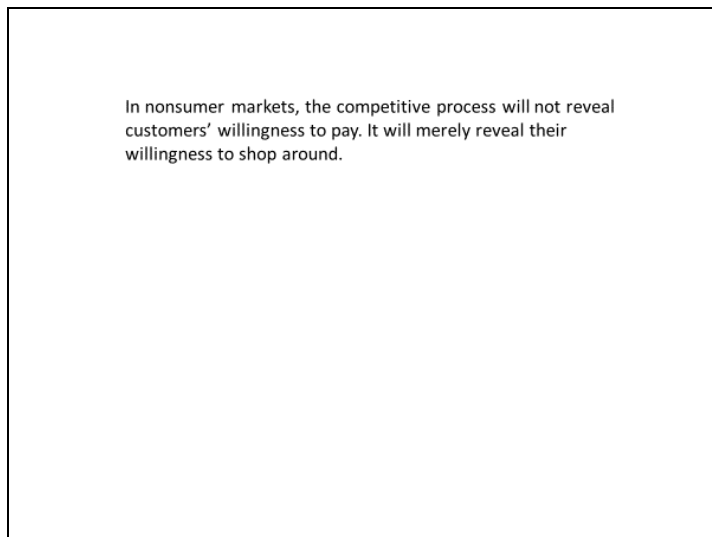 In nonsumer markets, the competitive process will not reveal
customers’ willingness to pay. It will merely reveal their
willingness to shop around.